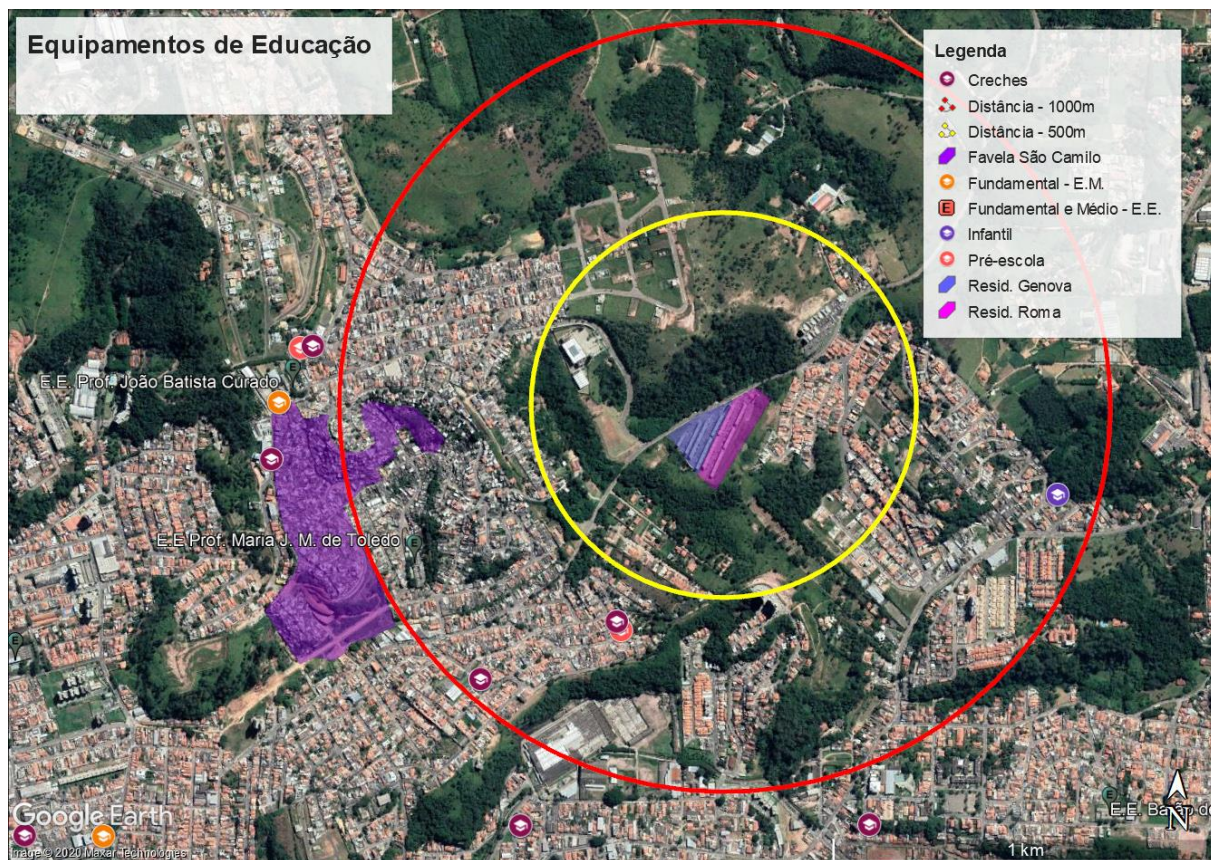 Equipamentos de Educação
Legenda
Creches
Distância - 1000m
Distância - 500m
Favela São Camilo
Fundamental - E.M.
E
Fundamental e Médio - E.E.
Infantil
Pré-escola
Resid. Genova
Resid. Roma
E.E. Prof. João Batista Curado
E.E Prof. Maria J. M. de Toledo
E
E
Google Earth
Image © 2020 Maxar Technologies
E.E. Barão de
N
1 km